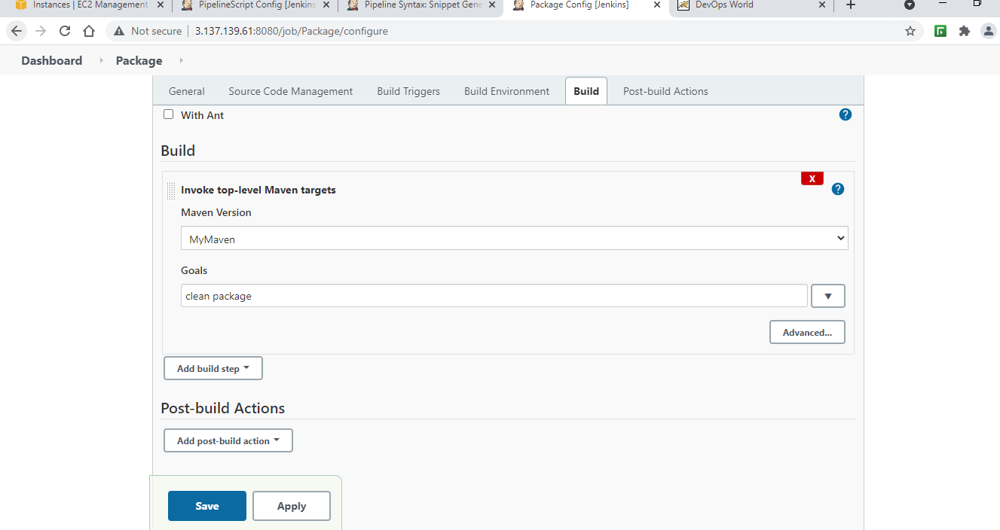 Instances | EC2 Management
PipelineScript Config [Jenkins
Pipeline Syntax: Snippet Gene
Package Config [Jenkins]
DevOps World
Not secure | 3.137.139.61:8080/job/Package/configure
Dashboard Package
General Source Code Management Build Triggers Build Environment Build Post-build Actions
With Ant ?
Build
X
Invoke top-level Maven targets ?
Maven Version
MyMaven
Goals
clean package
Advanced...
Add build step
Post-build Actions
Add post-build action
Save Apply